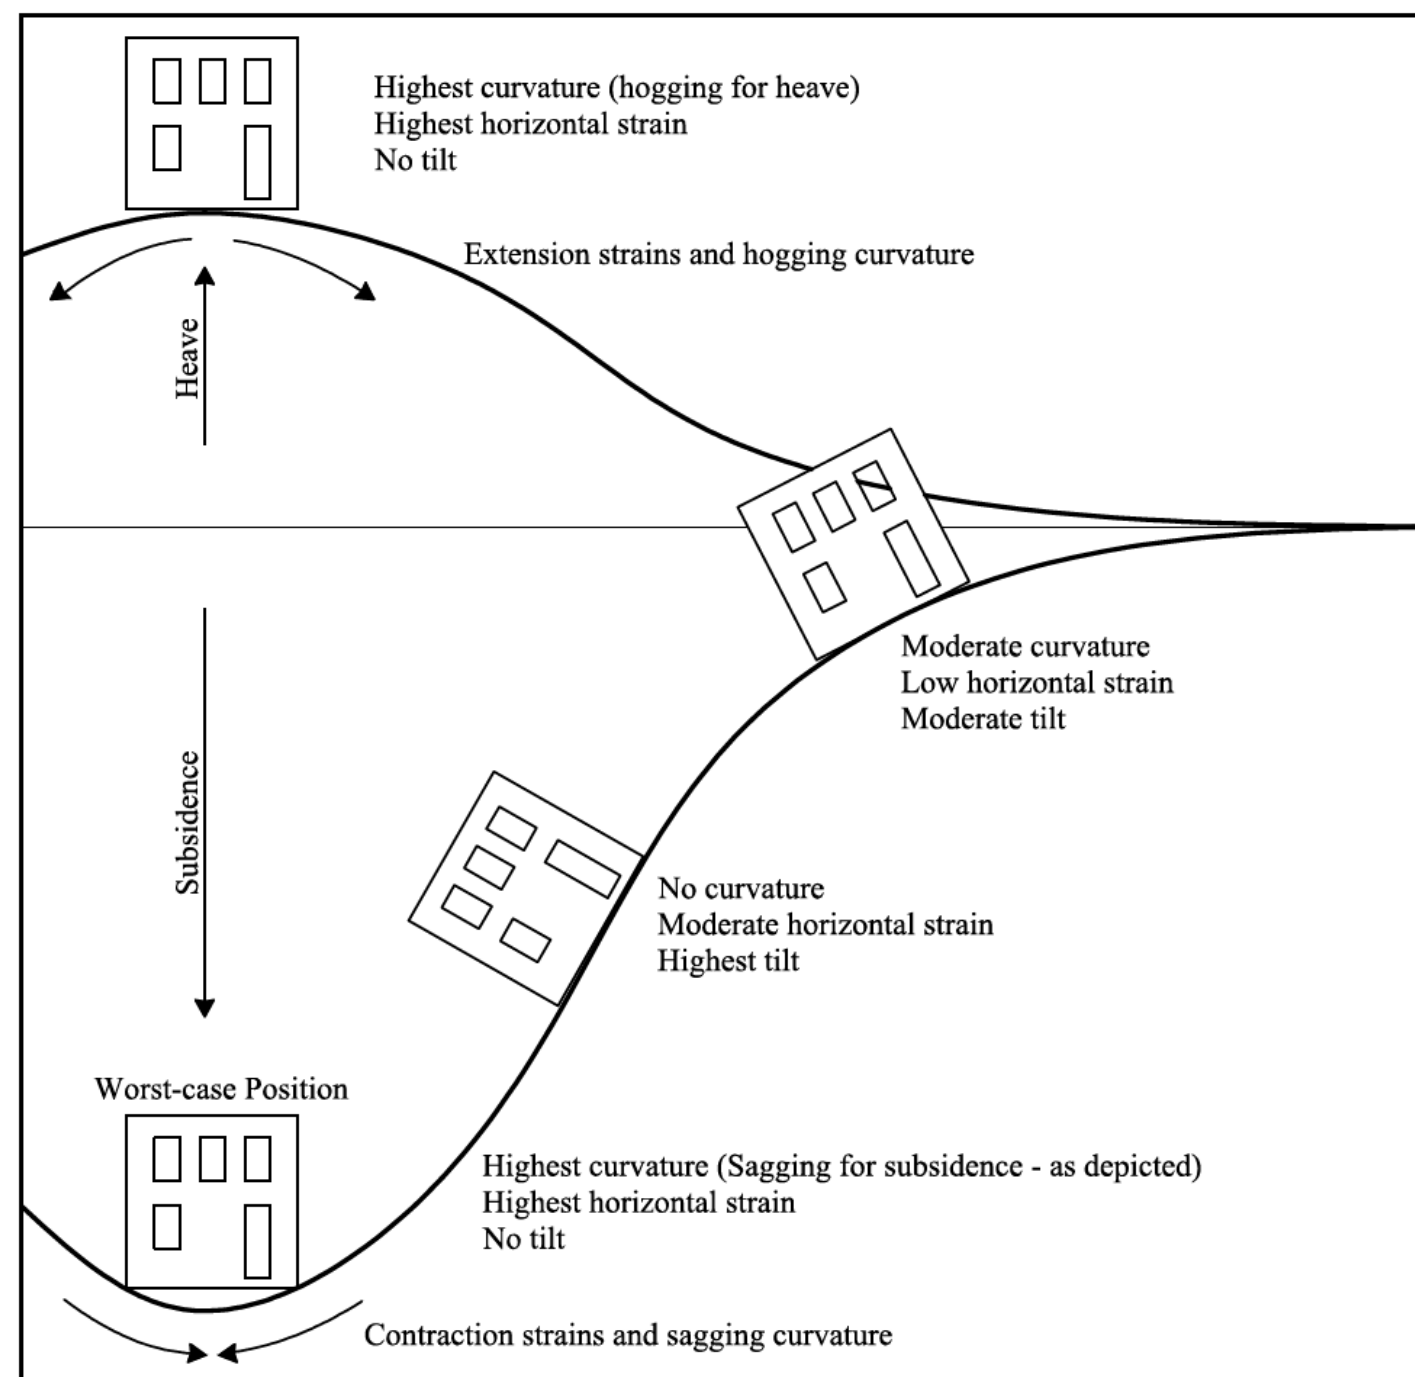 Highest curvature (hogging for heave)
Highest horizontal strain
No tilt
Extension strains and hogging curvature
Heave
Moderate curvature
Low horizontal strain
Moderate tilt
Subsidence
No curvature
Moderate horizontal strain
Highest tilt
Worst-case Position
Highest curvature (Sagging for subsidence - as depicted)
Highest horizontal strain
No tilt
Contraction strains and sagging curvature